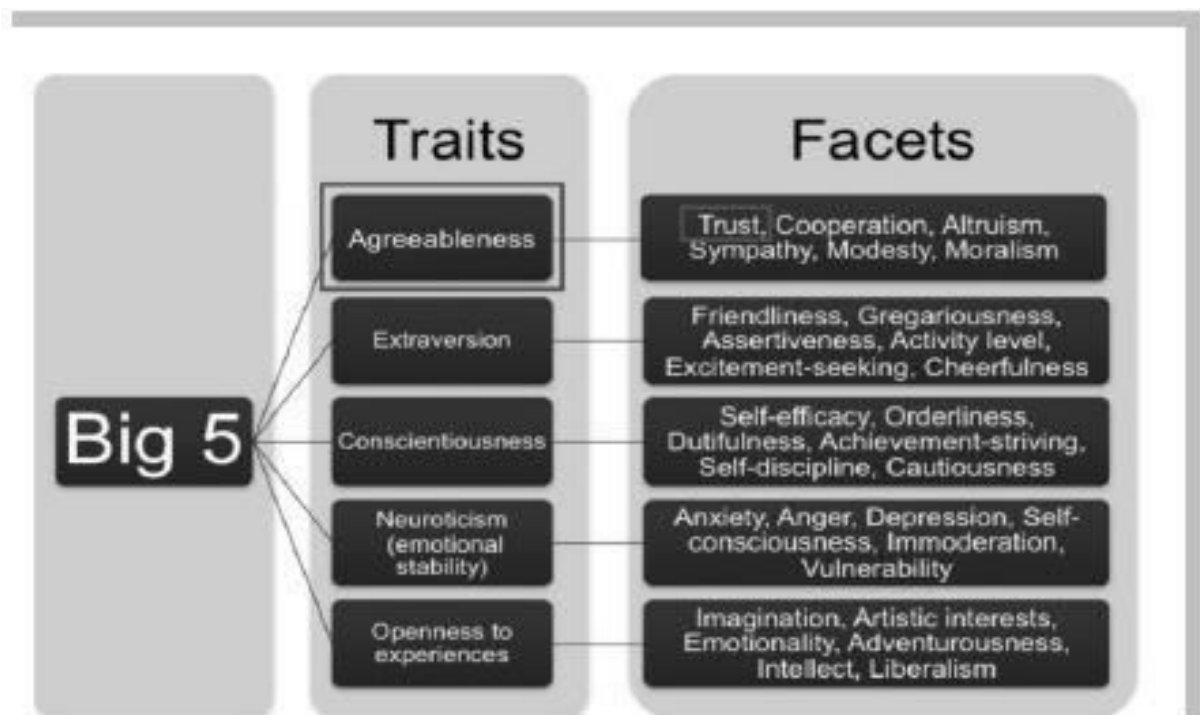 Traits
Facets
Big 5
Agreeableness
Trust, Cooperation, Altruism,
Sympathy, Modesty, Moralism
Extraversion
Friendliness, Gregariousness,
Assertiveness, Activity level,
Excitement-seeking, Cheerfulness
Conscientiousness
Self-efficacy, Orderliness,
Dutifulness, Achievement-striving,
Self-discipline, Cautiousness
Neuroticism
(emotional
stability)
Anxiety, Anger, Depression, Self-
consciousness, Immoderation,
Vulnerability
Openness to
experiences
Imagination, Artistic interests,
Emotionality, Adventurousness,
Intellect, Liberalism